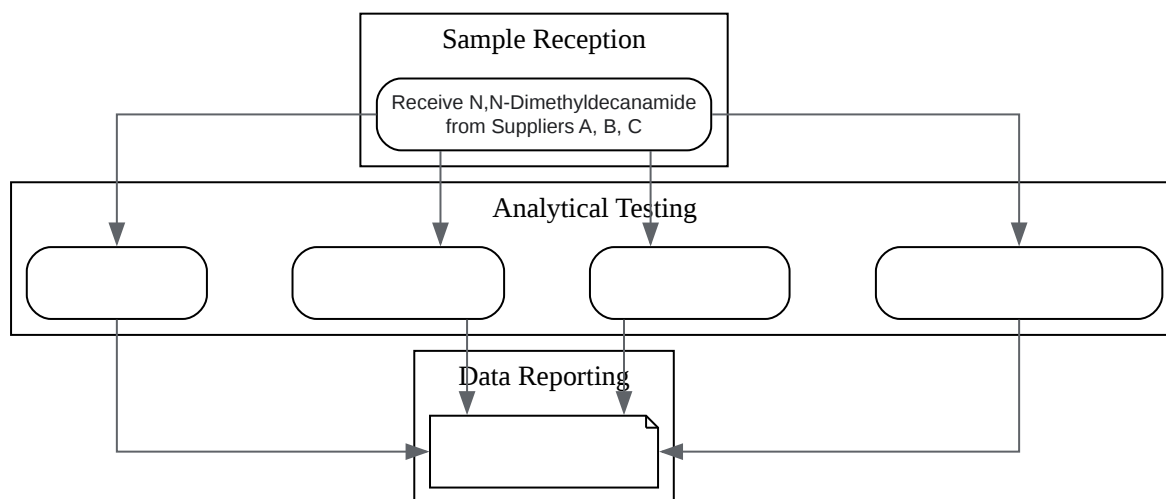 Sample Reception
Receive N,N-Dimethyldecanamide
from Suppliers A, B, C
Analytical Testing
Data Reporting